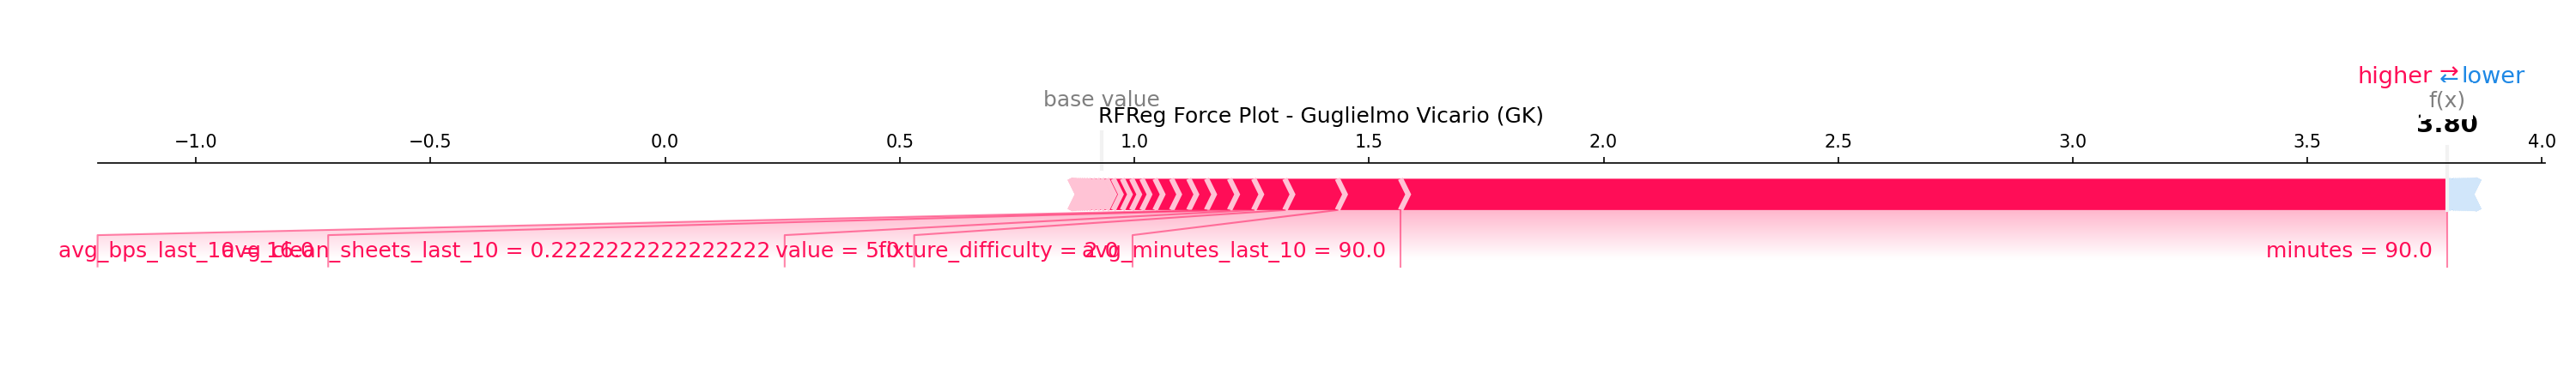 higher ⇄ lower
base value
f(x)
RFReg Force Plot - Guglielmo Vicario (GK)
3.80
−1.0 −0.5 0.0 0.5 1.0 1.5 2.0 2.5 3.0 3.5 4.0
avg_bps_last_10 = 16.0 avg_clean_sheets_last_10 = 0.2222222222222222 value = 5.0 fixture_difficulty = 2.0 avg_minutes_last_10 = 90.0 minutes = 90.0